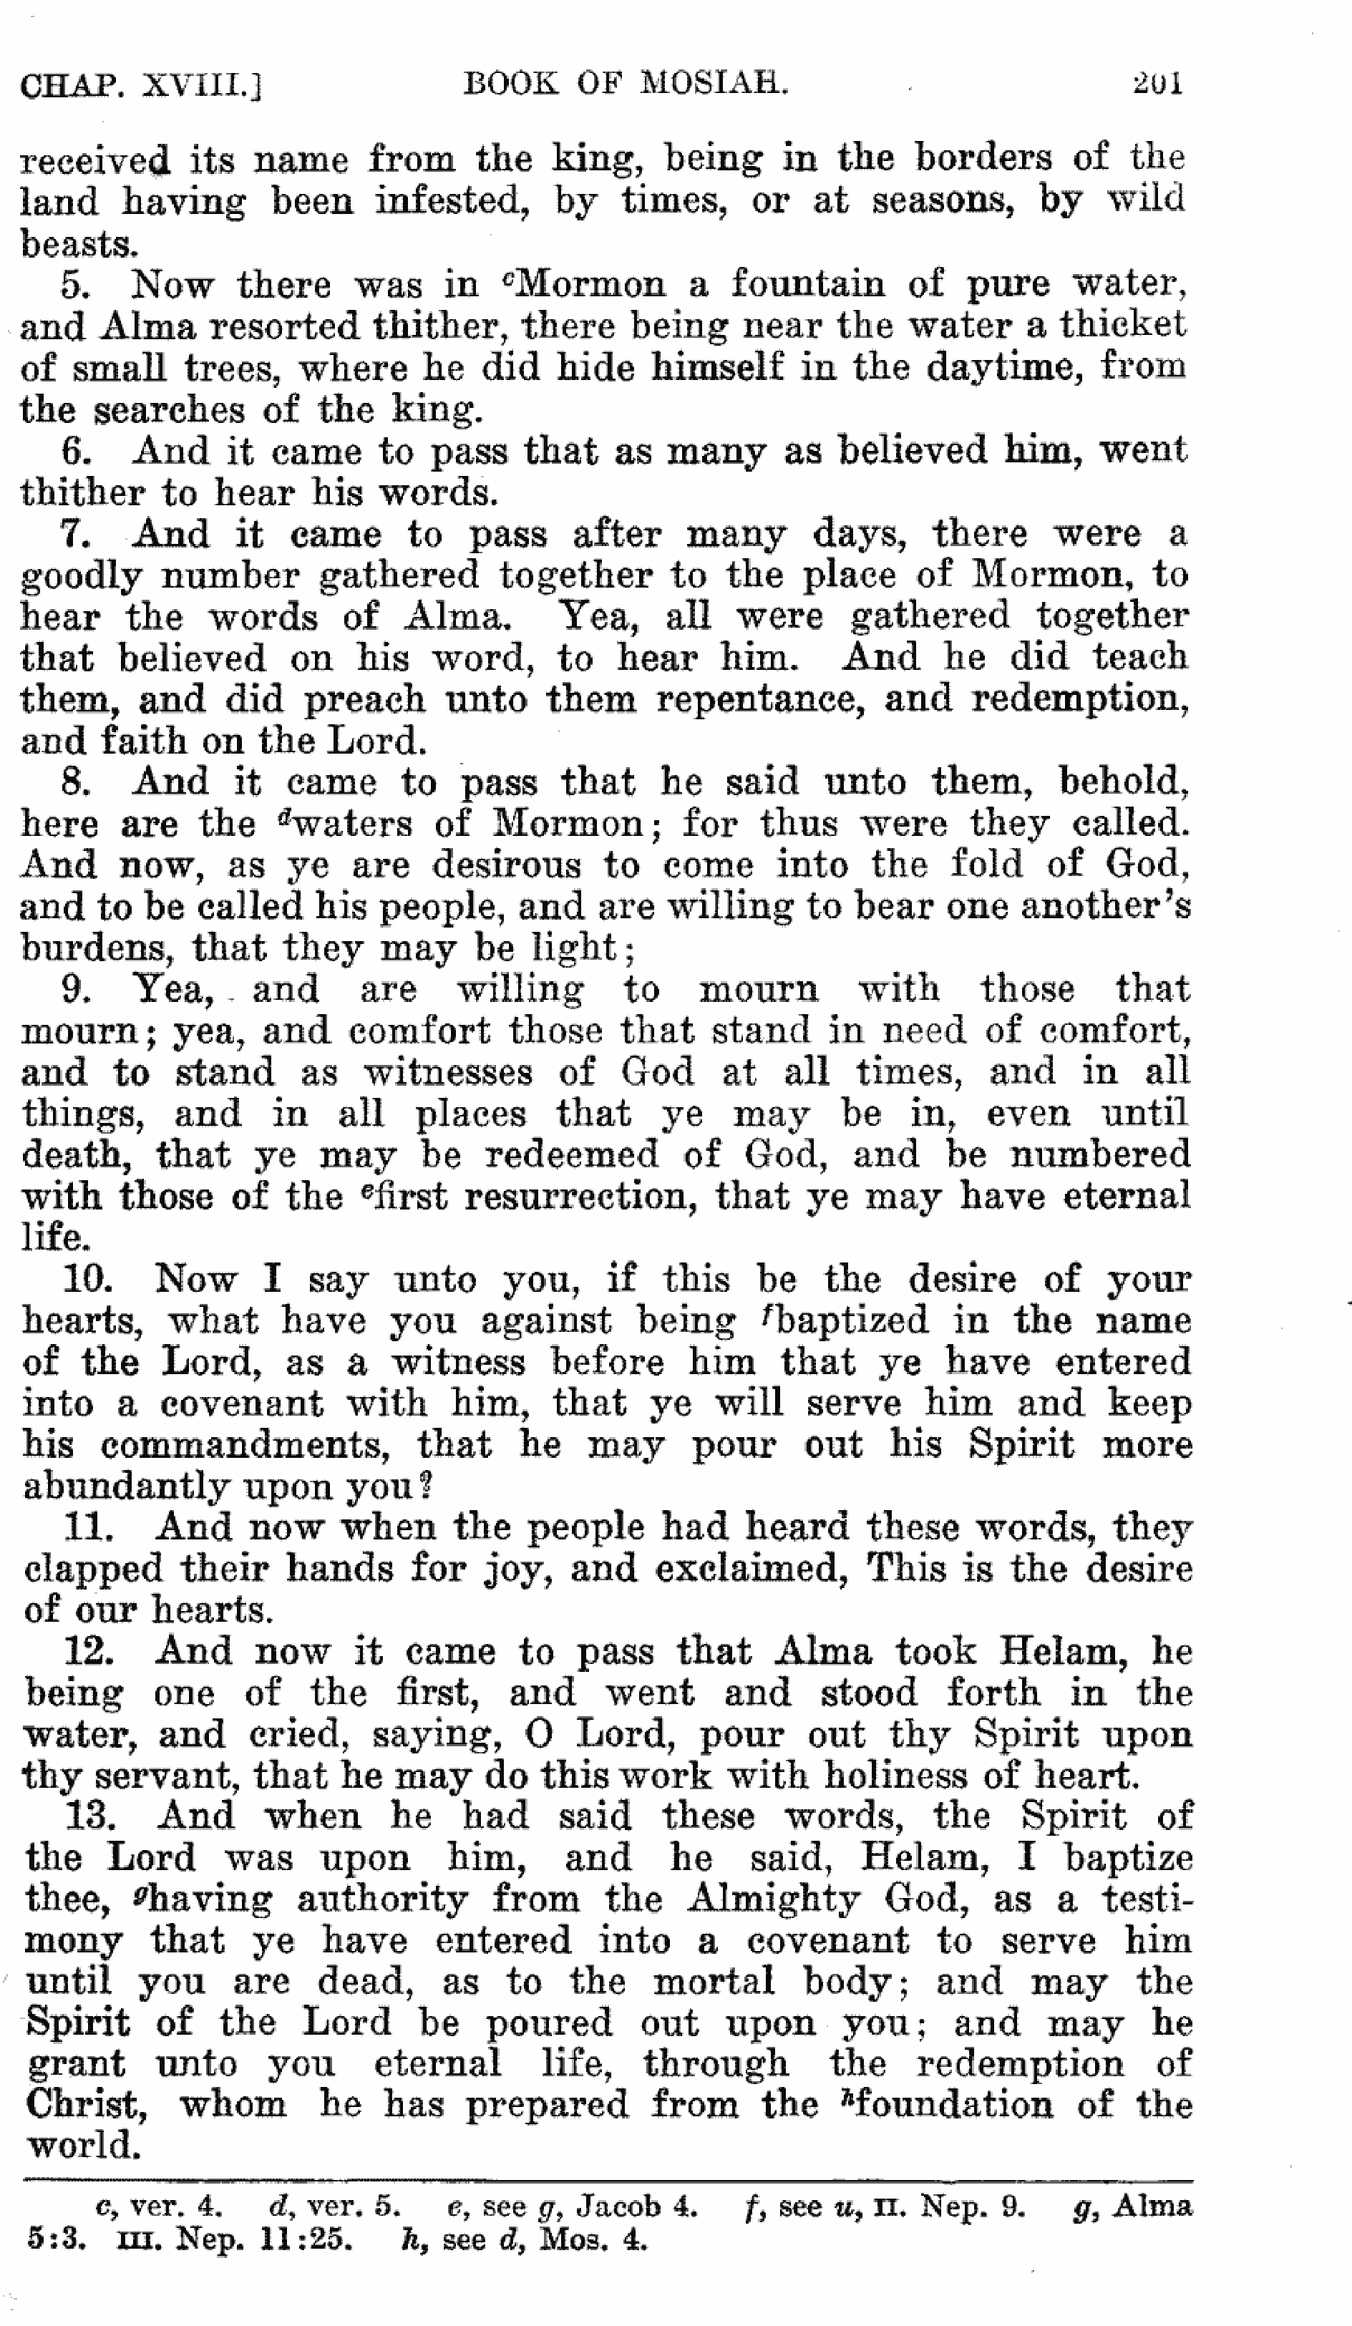 CHAP. XVIII.] BOOK OF MOSIAH. 201
received its name from the king, being in the borders of the
land having been infested, by times, or at seasons, by wild
beasts.
5. Now there was in cMormon a fountain of pure water,
and Alma resorted thither, there being near the water a thicket
of small trees, where he did hide himself in the daytime, from
the searches of the king.
6. And it came to pass that as many as believed him, went
thither to hear his words.
7. And it came to pass after many days, there were a
goodly number gathered together to the place of Mormon, to
hear the words of Alma. Yea, all were gathered together
that believed on his word, to hear him. And he did teach
them, and did preach unto them repentance, and redemption,
and faith on the Lord.
8. And it came to pass that he said unto them, behold,
here are the dwaters of Mormon; for thus were they called.
And now, as ye are desirous to come into the fold of God,
and to be called his people, and are willing to bear one another's
burdens, that they may be light;
9. Yea, and are willing to mourn with those that
mourn; yea, and comfort those that stand in need of comfort,
and to stand as witnesses of God at all times, and in all
things, and in all places that ye may be in, even until
death, that ye may be redeemed of God, and be numbered
with those of the efirst resurrection, that ye may have eternal
life.
10. Now I say unto you, if this be the desire of your
hearts, what have you against being fbaptized in the name
of the Lord, as a witness before him that ye have entered
into a covenant with him, that ye will serve him and keep
his commandments, that he may pour out his Spirit more
abundantly upon you?
11. And now when the people had heard these words, they
clapped their hands for joy, and exclaimed, This is the desire
of our hearts.
12. And now it came to pass that Alma took Helam, he
being one of the first, and went and stood forth in the
water, and cried, saying, O Lord, pour out thy Spirit upon
thy servant, that he may do this work with holiness of heart.
13. And when he had said these words, the Spirit of
the Lord was upon him, and he said, Helam, I baptize
thee, ghaving authority from the Almighty God, as a testi-
mony that ye have entered into a covenant to serve him
until you are dead, as to the mortal body; and may the
Spirit of the Lord be poured out upon you; and may he
grant unto you eternal life, through the redemption of
Christ, whom he has prepared from the hfoundation of the
world.
c, ver. 4. d, ver. 5. e, see g, Jacob 4. f, see u, II. Nep. 9. g, Alma
5:3. III. Nep. 11:25. h, see d, Mos. 4.